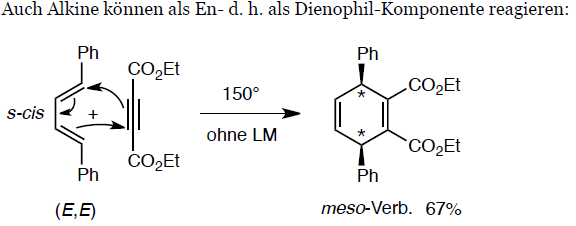 Auch Alkine können als En- d. h. als Dienophil-Komponente reagieren:
Ph
CO₂Et
s-cis
+
Ph
CO₂Et
(E,E)
150°
ohne LM
Ph
*
CO₂Et
*
CO₂Et
Ph
meso-Verb. 67%